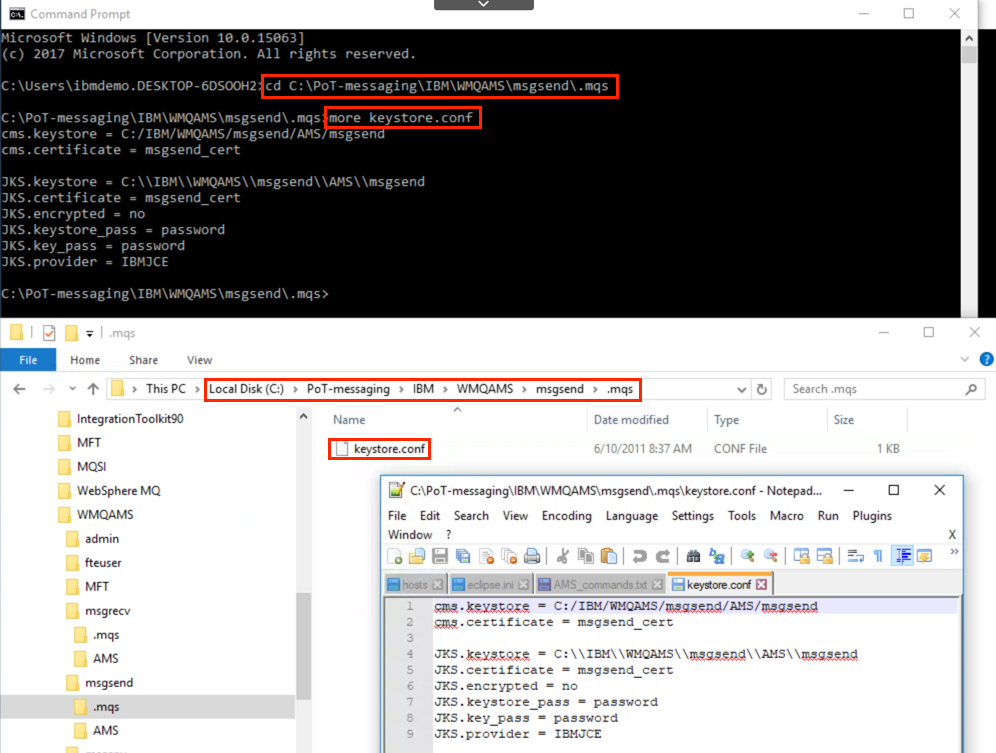 Command Prompt
Microsoft Windows [Version 10.0.15063]
(c) 2017 Microsoft Corporation. All rights reserved.
C:\Users\ibmdemo.DESKTOP-6DSOOH2>cd C:\PoT-messaging\IBM\WMQAMS\msgsend\.mqs
C:\PoT-messaging\IBM\WMQAMS\msgsend\.mqs>more keystore.conf
cms.keystore = C:/IBM/WMQAMS/msgsend/AMS/msgsend
cms.certificate = msgsend_cert
JKS.keystore = C:\\IBM\\WMQAMS\\msgsend\\AMS\\msgsend
JKS.certificate = msgsend_cert
JKS.encrypted = no
JKS.keystore_pass = password
JKS.key_pass = password
JKS.provider = IBMJCE
C:\PoT-messaging\IBM\WMQAMS\msgsend\.mqs>
.mqs
File Home Share View
This PC > Local Disk (C:) > PoT-messaging > IBM > WMQAMS > msgsend > .mqs
Search .mqs
Name Date modified Type Size
keystore.conf 6/10/2011 8:37 AM CONF File 1 KB
IntegrationToolkit90
MFT
MQSI
WebSphere MQ
WMQAMS
admin
fteuser
MFT
msgrecv
.mqs
AMS
msgsend
.mqs
AMS
C:\PoT-messaging\IBM\WMQAMS\msgsend\.mqs\keystore.conf - Notepad...
File Edit Search View Encoding Language Settings Tools Macro Run Plugins
Window ? X
hosts eclipse.ini AMS_commands.txt keystore.conf
1 cms.keystore = C:/IBM/WMQAMS/msgsend/AMS/msgsend
2 cms.certificate = msgsend_cert
3
4 JKS.keystore = C:\\IBM\\WMQAMS\\msgsend\\AMS\\msgsend
5 JKS.certificate = msgsend_cert
6 JKS.encrypted = no
7 JKS.keystore_pass = password
8 JKS.key_pass = password
9 JKS.provider = IBMJCE